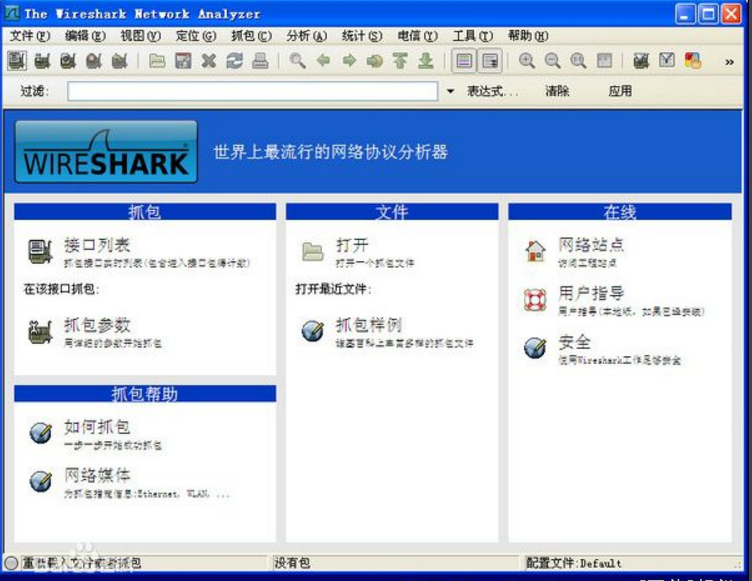 The Wireshark Network Analyzer
文件(F) 编辑(E) 视图(V) 定位(G) 抓包(C) 分析(A) 统计(S) 电信(Y) 工具(T) 帮助(H)
过滤: 表达式... 清除 应用
WIRESHARK
世界上最流行的网络协议分析器
抓包
接口列表
抓包接口实时列表(包含进入接口包得计数)
在该接口抓包:
抓包参数
用详细的参数开始抓包
抓包帮助
如何抓包
一步一步开始成功抓包
网络媒体
为抓包指定信息:Ethernet, WLAN, ...
文件
打开
打开一个抓包文件
打开最近文件:
抓包样例
维基百科上丰富多样的抓包文件
在线
网络站点
访问工程站点
用户指导
用户指导(本地版，如果已经安装)
安全
使用Wireshark工作足够安全
没有包
配置文件:Default